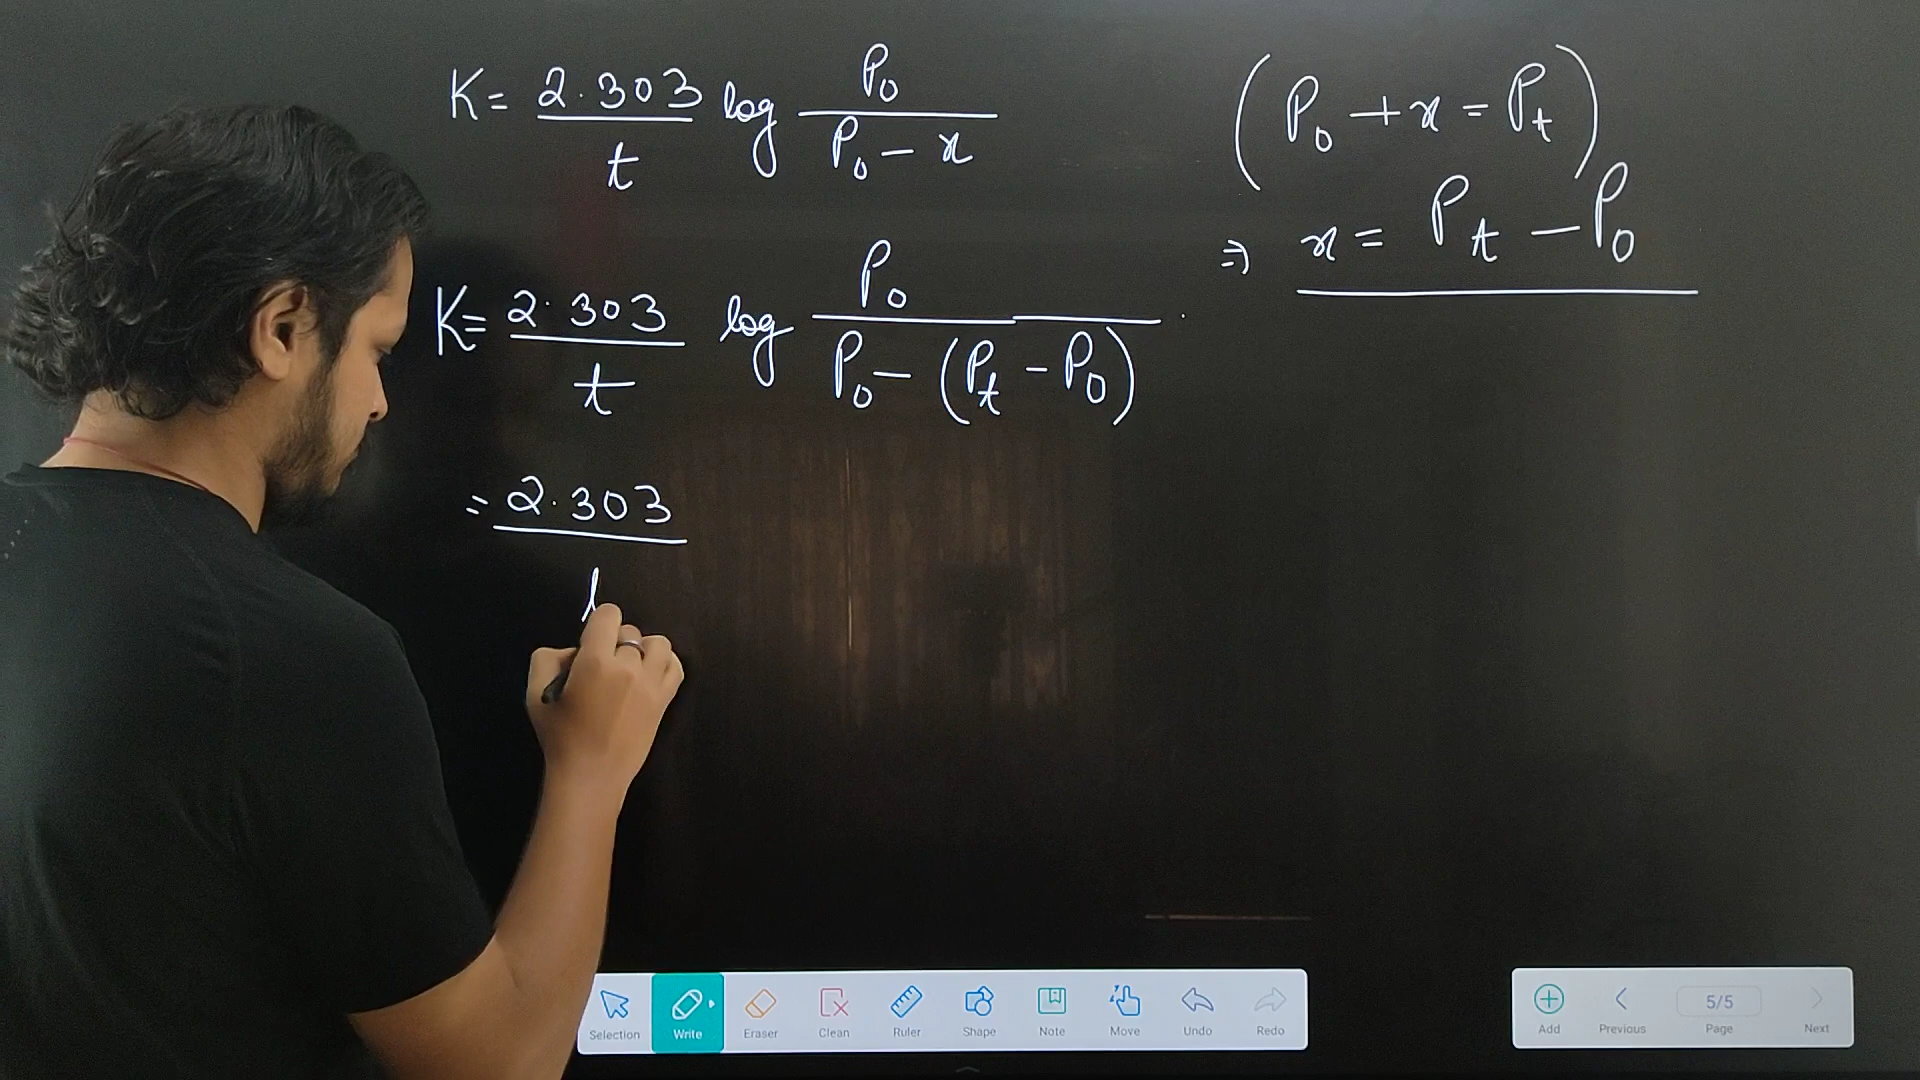 K = 2.303 / t log P₀ / P₀ - x
(P₀ + x = Pₜ)
⇒ x = Pₜ - P₀
K = 2.303 / t log P₀ / P₀ - (Pₜ - P₀)
= 2.303
Selection Write Eraser Clean Ruler Shape Note Move Undo Redo
Add Previous 5/5 Page Next